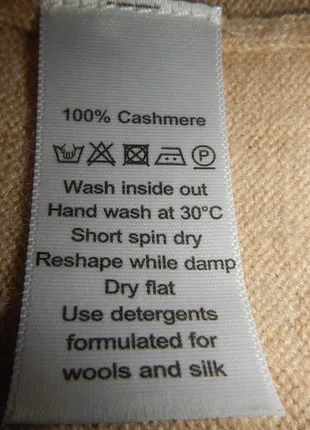 100% Cashmere
P
Wash inside out
Hand wash at 30°C
Short spin dry
Reshape while damp
Dry flat
Use detergents
formulated for
wools and silk